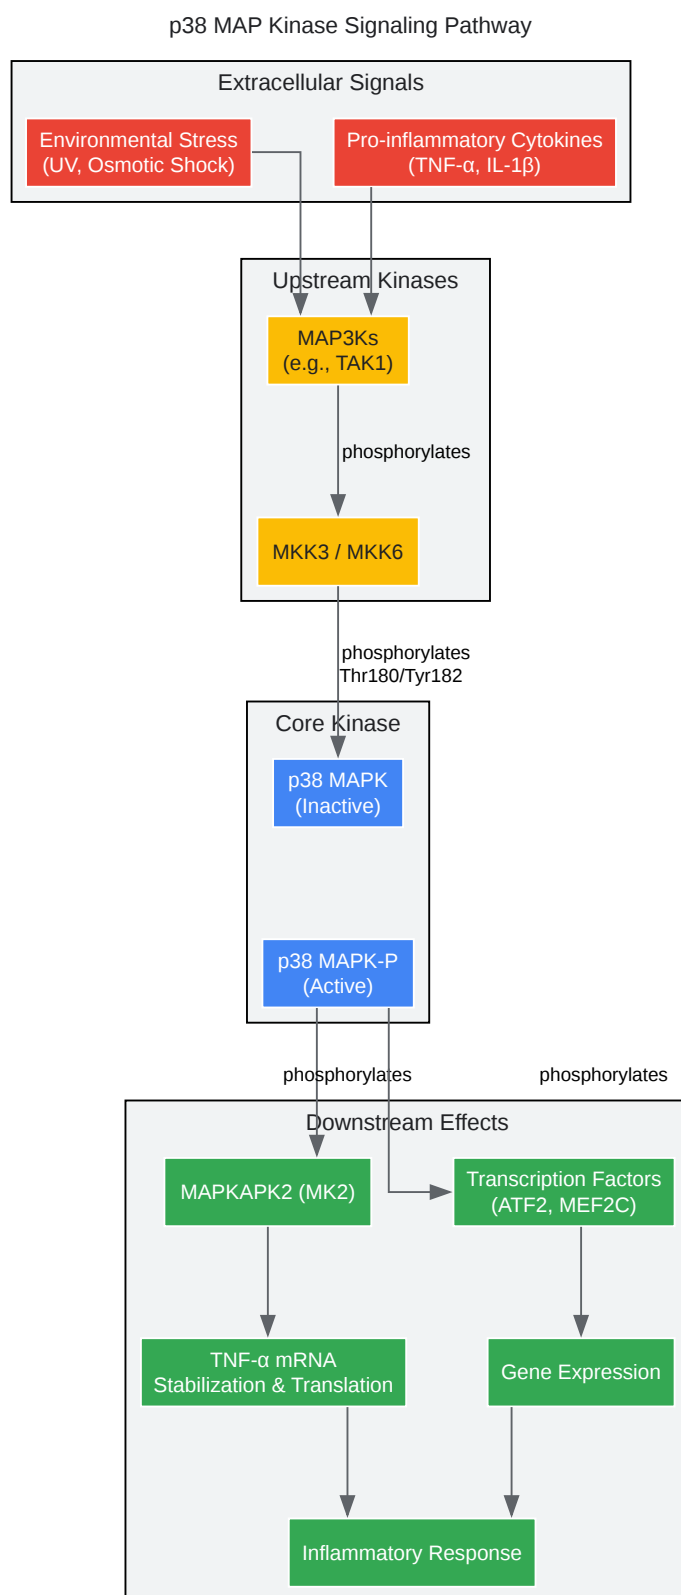 p38 MAP Kinase Signaling Pathway
Extracellular Signals
Environmental Stress
(UV, Osmotic Shock)
Pro-inflammatory Cytokines
(TNF-α, IL-1β)
Upstream Kinases
MAP3Ks
(e.g., TAK1)
phosphorylates
MKK3 / MKK6
phosphorylates
Thr180/Tyr182
Core Kinase
p38 MAPK
(Inactive)
p38 MAPK-P
(Active)
phosphorylates
phosphorylates
Downstream Effects
MAPKAPK2 (MK2)
Transcription Factors
(ATF2, MEF2C)
TNF-α mRNA
Stabilization & Translation
Gene Expression
Inflammatory Response